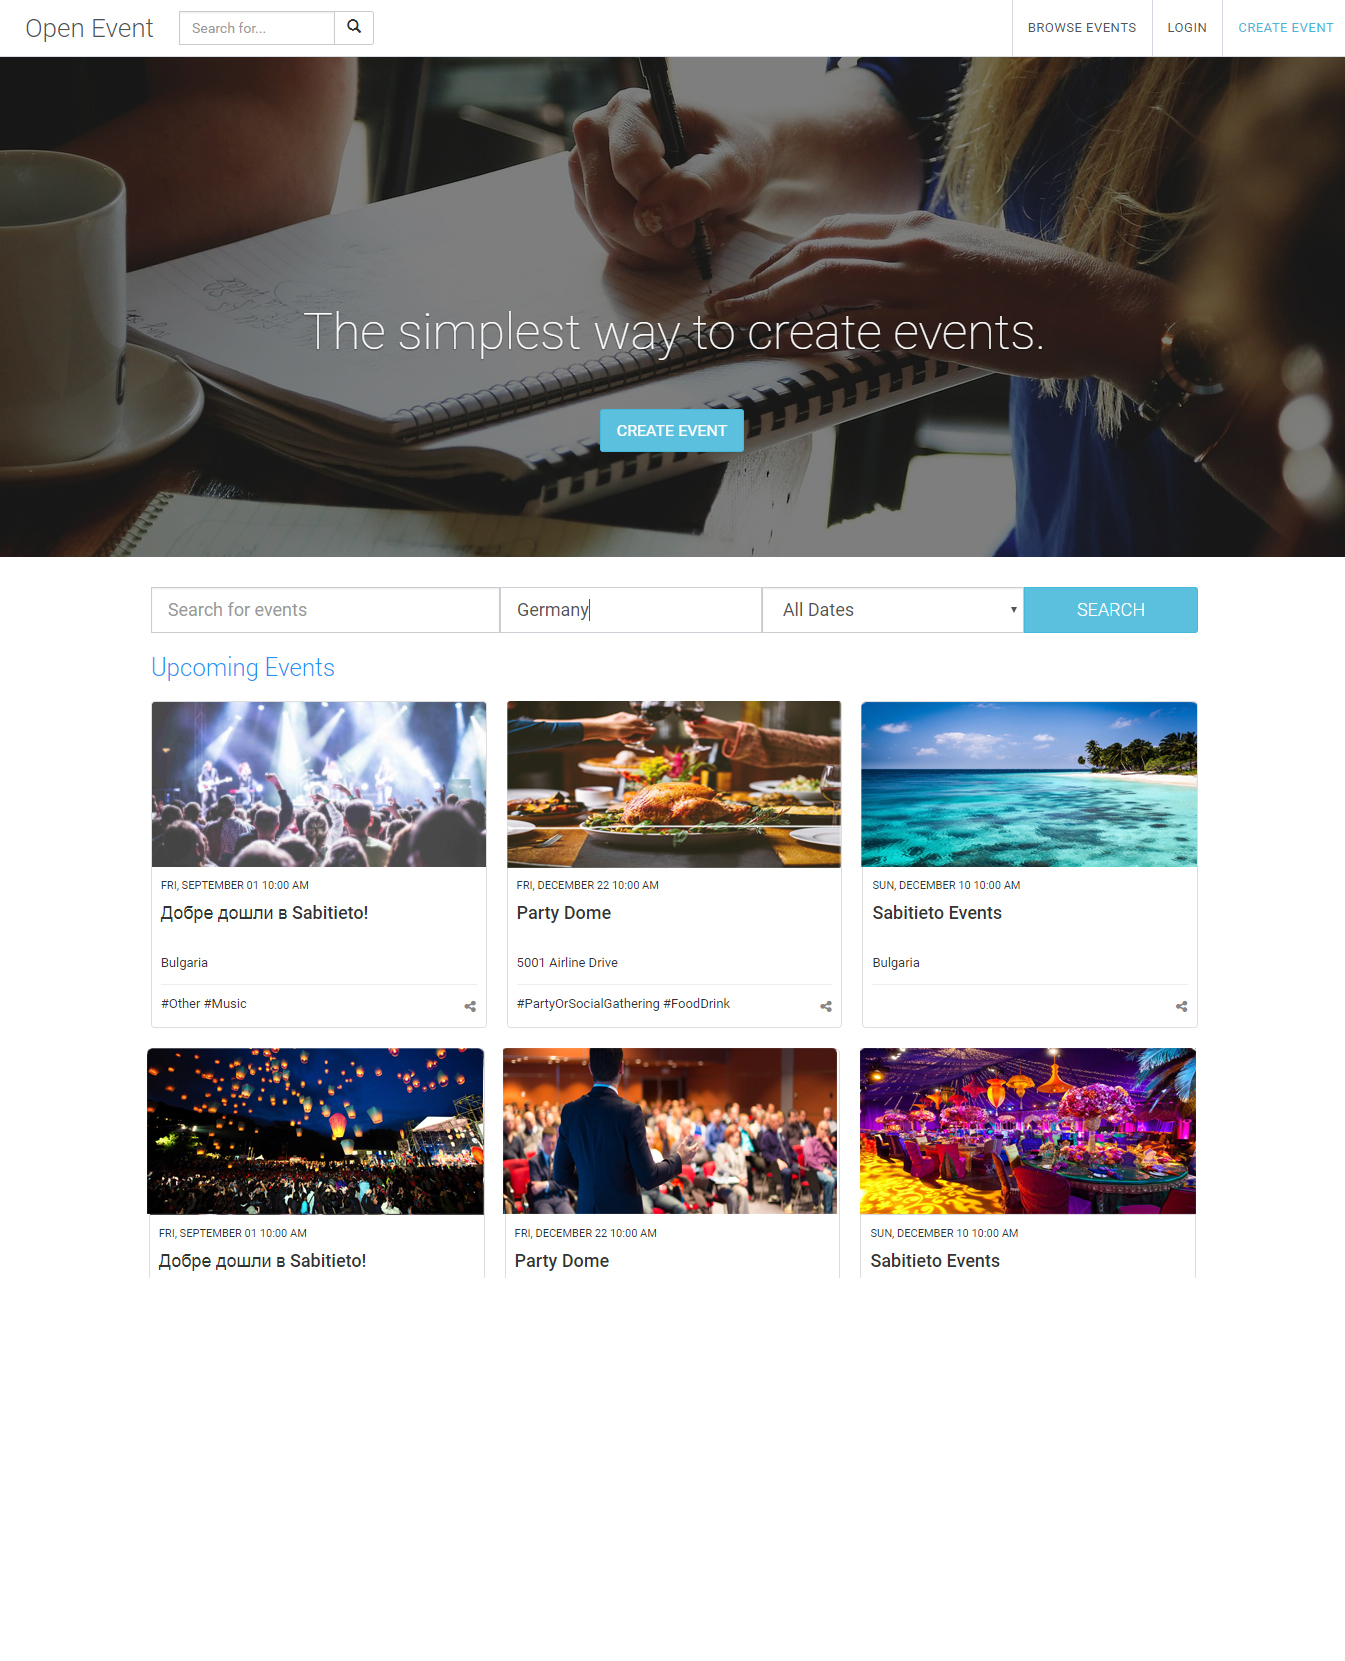 Open Event
Search for...
BROWSE EVENTS
LOGIN
CREATE EVENT
The simplest way to create events.
CREATE EVENT
Search for events
Germany
All Dates
SEARCH
Upcoming Events
FRI, SEPTEMBER 01 10:00 AM
Добре дошли в Sabitieto!
Bulgaria
#Other #Music
FRI, DECEMBER 22 10:00 AM
Party Dome
5001 Airline Drive
#PartyOrSocialGathering #FoodDrink
SUN, DECEMBER 10 10:00 AM
Sabitieto Events
Bulgaria
FRI, SEPTEMBER 01 10:00 AM
Добре дошли в Sabitieto!
FRI, DECEMBER 22 10:00 AM
Party Dome
SUN, DECEMBER 10 10:00 AM
Sabitieto Events